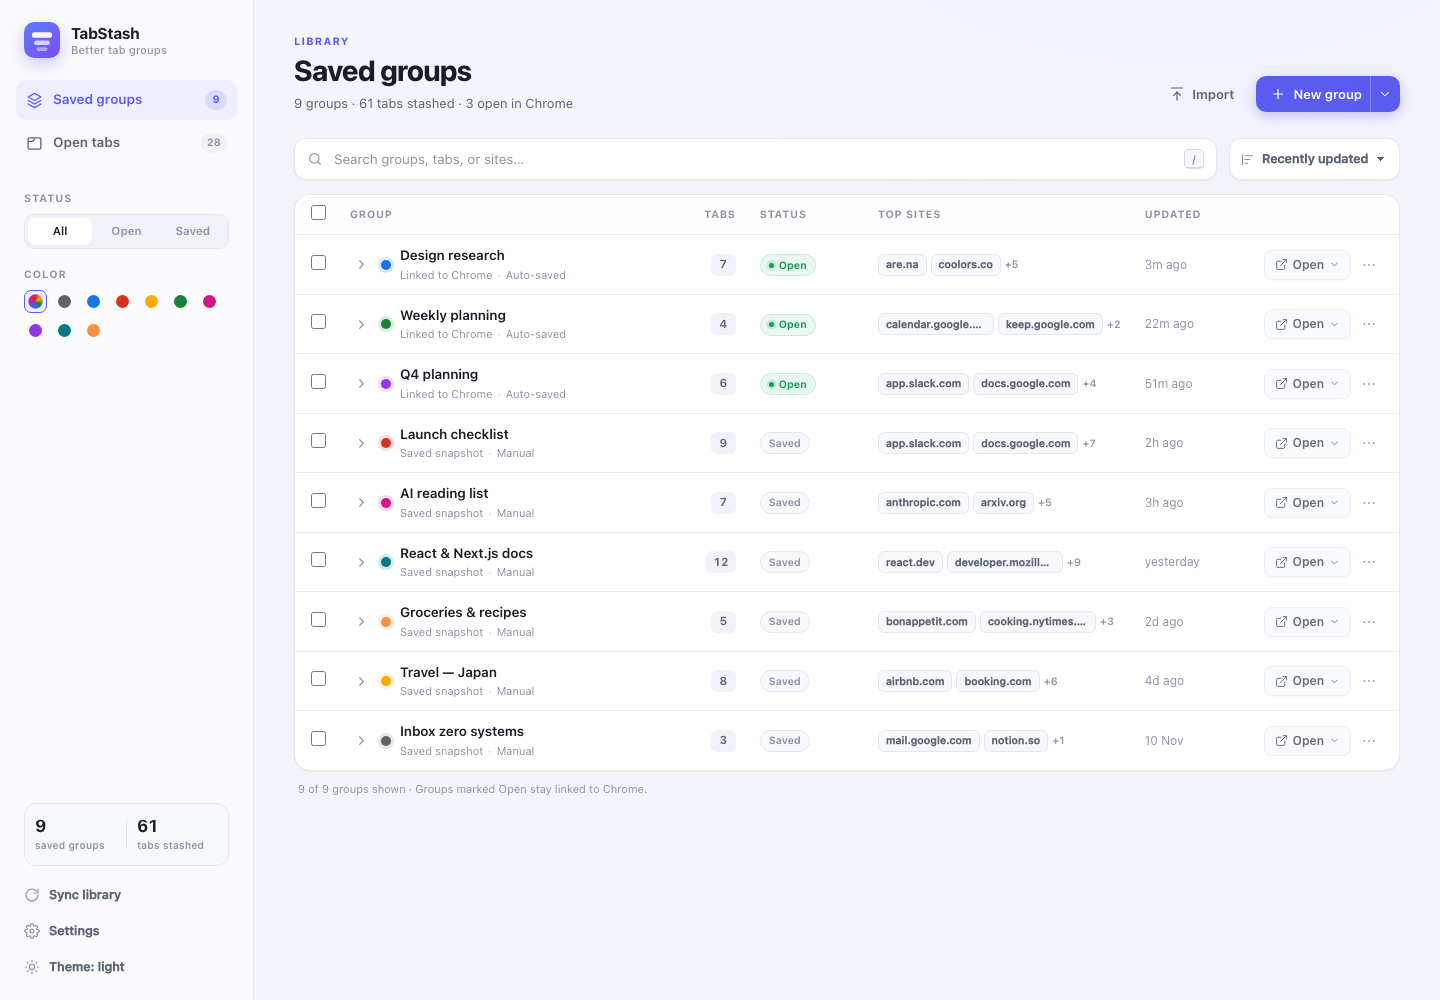 TabStash
Better tab groups
Saved groups 9
Open tabs 28
STATUS
All Open Saved
COLOR
9 61
saved groups tabs stashed
Sync library
Settings
Theme: light
LIBRARY
Saved groups
9 groups · 61 tabs stashed · 3 open in Chrome
Import
New group
Search groups, tabs, or sites... /
Recently updated
GROUP TABS STATUS TOP SITES UPDATED
Design research
Linked to Chrome · Auto-saved
7 Open are.na coolors.co +5 3m ago Open ···
Weekly planning
Linked to Chrome · Auto-saved
4 Open calendar.google.... keep.google.com +2 22m ago Open ···
Q4 planning
Linked to Chrome · Auto-saved
6 Open app.slack.com docs.google.com +4 51m ago Open ···
Launch checklist
Saved snapshot · Manual
9 Saved app.slack.com docs.google.com +7 2h ago Open ···
AI reading list
Saved snapshot · Manual
7 Saved anthropic.com arxiv.org +5 3h ago Open ···
React & Next.js docs
Saved snapshot · Manual
12 Saved react.dev developer.mozill... +9 yesterday Open ···
Groceries & recipes
Saved snapshot · Manual
5 Saved bonappetit.com cooking.nytimes.... +3 2d ago Open ···
Travel — Japan
Saved snapshot · Manual
8 Saved airbnb.com booking.com +6 4d ago Open ···
Inbox zero systems
Saved snapshot · Manual
3 Saved mail.google.com notion.so +1 10 Nov Open ···
9 of 9 groups shown · Groups marked Open stay linked to Chrome.